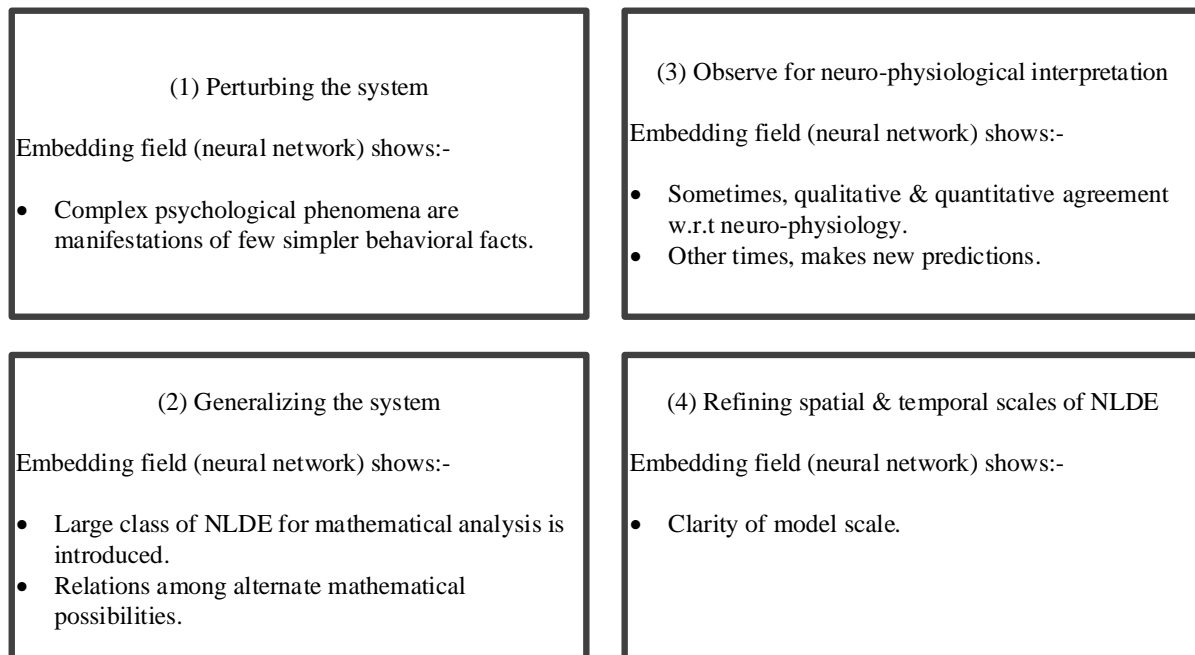 (1) Perturbing the system
Embedding field (neural network) shows:-
• Complex psychological phenomena are
manifestations of few simpler behavioral facts.
(2) Generalizing the system
Embedding field (neural network) shows:-
• Large class of NLDE for mathematical analysis is
introduced.
• Relations among alternate mathematical
possibilities.
(3) Observe for neuro-physiological interpretation
Embedding field (neural network) shows:-
• Sometimes, qualitative & quantitative agreement
w.r.t neuro-physiology.
• Other times, makes new predictions.
(4) Refining spatial & temporal scales of NLDE
Embedding field (neural network) shows:-
• Clarity of model scale.